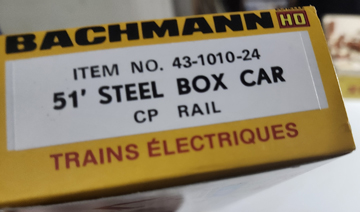 BACHMANN HO
ITEM NO. 43-1010-24
51' STEEL BOX CAR
CP RAIL
TRAINS ÉLECTRIQUES